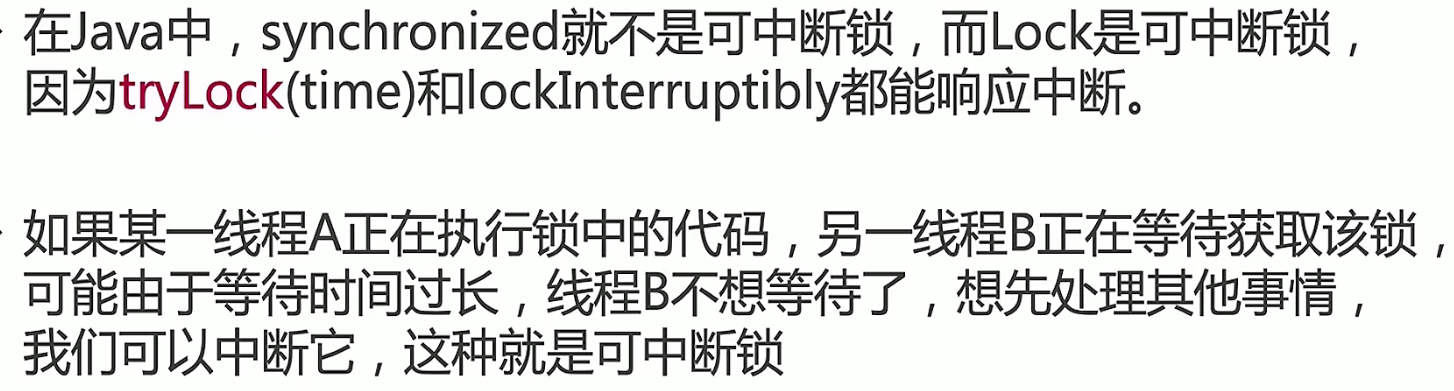 在Java中，synchronized就不是可中断锁，而Lock是可中断锁，
因为tryLock(time)和lockInterruptibly都能响应中断。
如果某一线程A正在执行锁中的代码，另一线程B正在等待获取该锁，
可能由于等待时间过长，线程B不想等待了，想先处理其他事情，
我们可以中断它，这种就是可中断锁